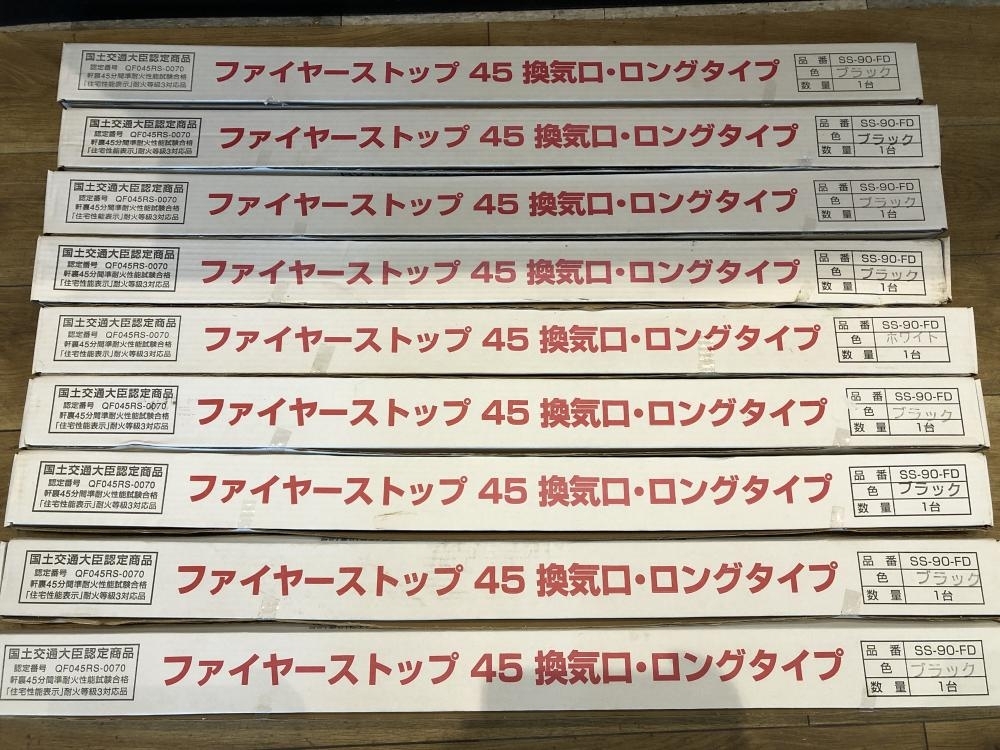 国土交通大臣認定商品
認定番号 QF045RS-0070
軒裏45分間準耐火性能試験合格
「住宅性能表示」耐火等級3対応品
ファイヤーストップ 45 換気口・ロングタイプ
品番 SS-90-FD
色 ブラック
数量 1台
国土交通大臣認定商品
認定番号 QF045RS-0070
軒裏45分間準耐火性能試験合格
「住宅性能表示」耐火等級3対応品
ファイヤーストップ 45 換気口・ロングタイプ
品番 SS-90-FD
色 ブラック
数量 1台
国土交通大臣認定商品
認定番号 QF045RS-0070
軒裏45分間準耐火性能試験合格
「住宅性能表示」耐火等級3対応品
ファイヤーストップ 45 換気口・ロングタイプ
品番 SS-90-FD
色 ブラック
数量 1台
国土交通大臣認定商品
認定番号 QF045RS-0070
軒裏45分間準耐火性能試験合格
「住宅性能表示」耐火等級3対応品
ファイヤーストップ 45 換気口・ロングタイプ
品番 SS-90-FD
色 ブラック
数量 1台
国土交通大臣認定商品
認定番号 QF045RS-0070
軒裏45分間準耐火性能試験合格
「住宅性能表示」耐火等級3対応品
ファイヤーストップ 45 換気口・ロングタイプ
品番 SS-90-FD
色 ホワイト
数量 1台
国土交通大臣認定商品
認定番号 QF045RS-0070
軒裏45分間準耐火性能試験合格
「住宅性能表示」耐火等級3対応品
ファイヤーストップ 45 換気口・ロングタイプ
品番 SS-90-FD
色 ブラック
数量 1台
国土交通大臣認定商品
認定番号 QF045RS-0070
軒裏45分間準耐火性能試験合格
「住宅性能表示」耐火等級3対応品
ファイヤーストップ 45 換気口・ロングタイプ
品番 SS-90-FD
色 ブラック
数量 1台
国土交通大臣認定商品
認定番号 QF045RS-0070
軒裏45分間準耐火性能試験合格
「住宅性能表示」耐火等級3対応品
ファイヤーストップ 45 換気口・ロングタイプ
品番 SS-90-FD
色 ブラック
数量 1台
国土交通大臣認定商品
認定番号 QF045RS-0070
軒裏45分間準耐火性能試験合格
「住宅性能表示」耐火等級3対応品
ファイヤーストップ 45 換気口・ロングタイプ
品番 SS-90-FD
色 ブラック
数量 1台